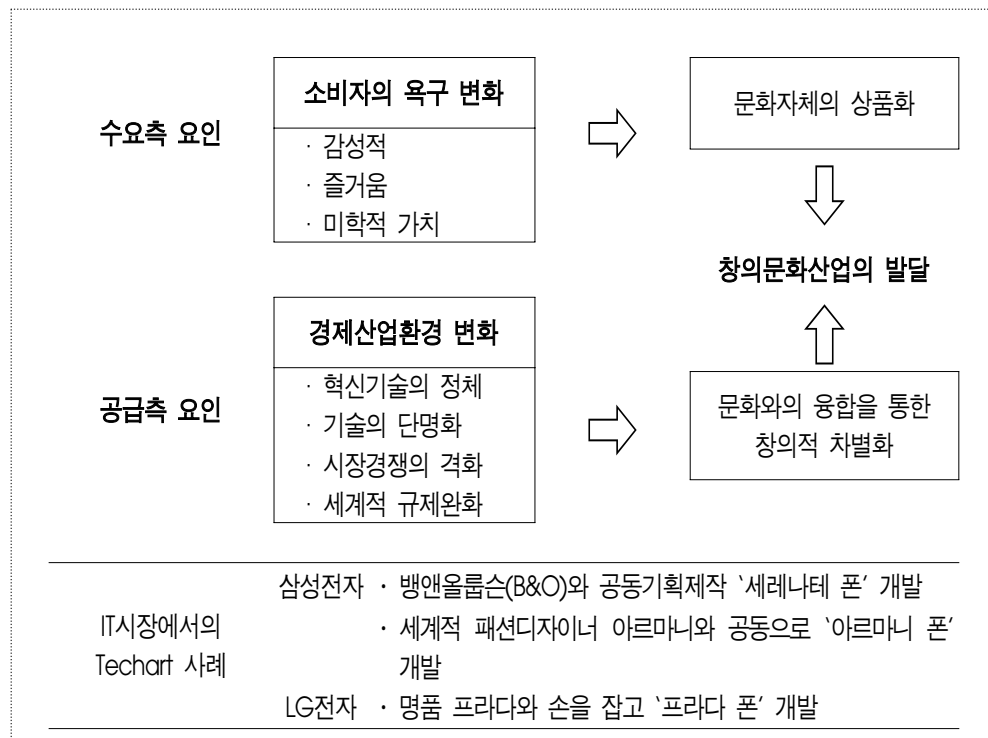 소비자의 욕구 변화
수요측 요인
· 감성적
· 즐거움
· 미학적 가치
문화자체의 상품화
창의문화산업의 발달
경제산업환경 변화
공급측 요인
· 혁신기술의 정체
· 기술의 단명화
· 시장경쟁의 격화
· 세계적 규제완화
문화와의 융합을 통한
창의적 차별화
IT시장에서의
Techart 사례
삼성전자 · 뱅앤올룹슨(B&O)와 공동기획제작 ‘세레나테 폰’ 개발
· 세계적 패션디자이너 아르마니와 공동으로 ‘아르마니 폰’
개발
LG전자 · 명품 프라다와 손을 잡고 ‘프라다 폰’ 개발